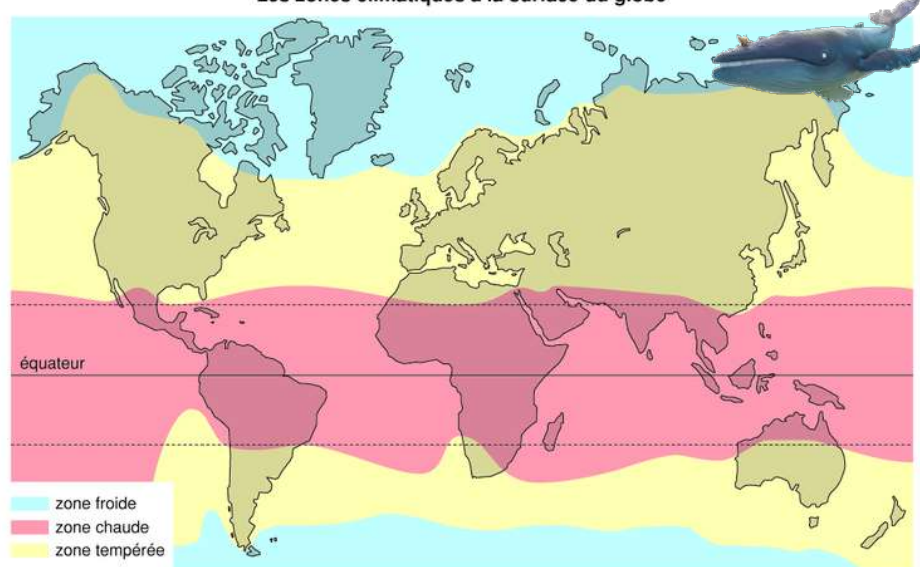 Les zones climatiques à la surface du globe
équateur
zone froide
zone chaude
zone tempérée